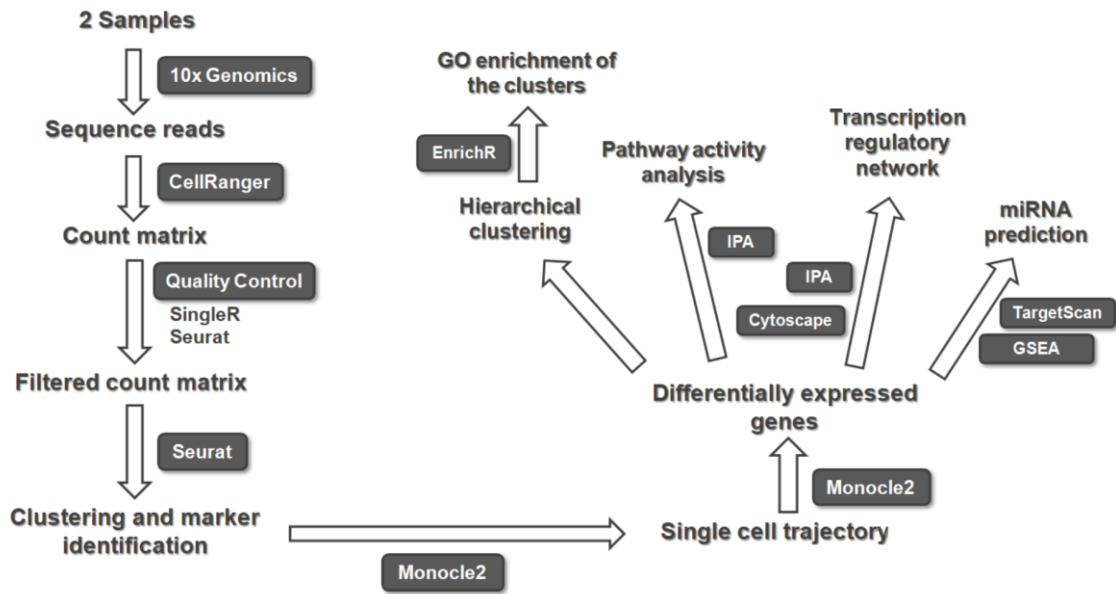 2 Samples
10x Genomics
Sequence reads
CellRanger
Count matrix
Quality Control
SingleR
Seurat
Filtered count matrix
Seurat
Clustering and marker
identification
Monocle2
Single cell trajectory
Monocle2
Differentially expressed
genes
Hierarchical
clustering
EnrichR
GO enrichment of
the clusters
Pathway activity
analysis
IPA
Transcription
regulatory
network
IPA
Cytoscape
miRNA
prediction
TargetScan
GSEA